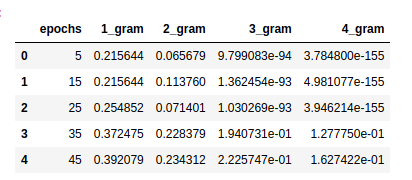 epochs 1_gram 2_gram 3_gram 4_gram
0 5 0.215644 0.065679 9.799083e-94 3.784800e-155
1 15 0.215644 0.113760 1.362454e-93 4.981077e-155
2 25 0.254852 0.071401 1.030269e-93 3.946214e-155
3 35 0.372475 0.228379 1.940731e-01 1.277750e-01
4 45 0.392079 0.234312 2.225747e-01 1.627422e-01